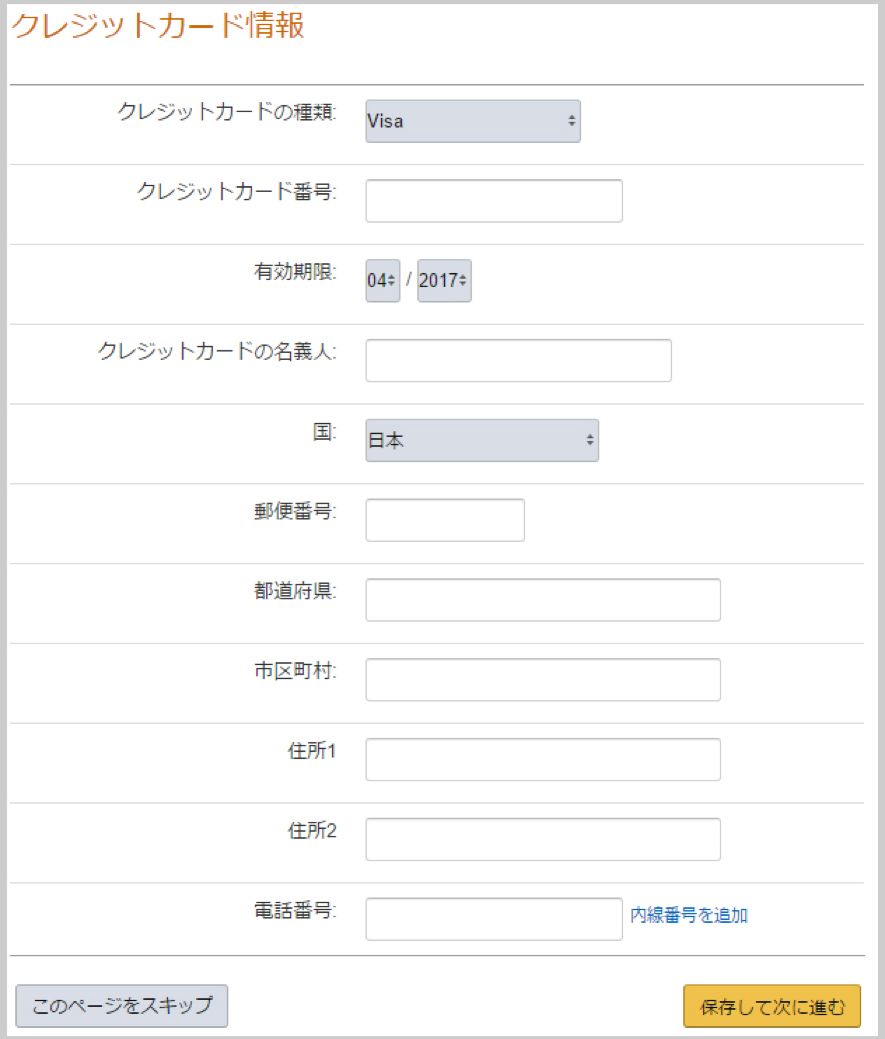 クレジットカード情報
クレジットカードの種類: Visa
クレジットカード番号:
有効期限: 04 / 2017
クレジットカードの名義人:
国: 日本
郵便番号:
都道府県:
市区町村:
住所1
住所2
電話番号: 内線番号を追加
このページをスキップ 保存して次に進む